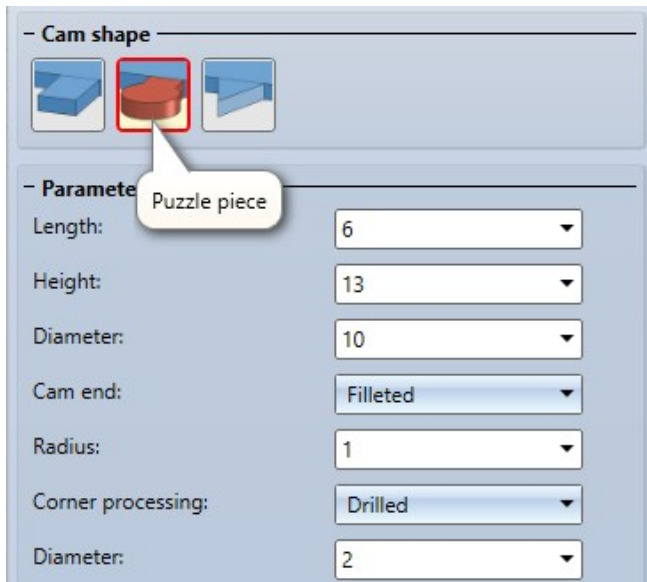 Cam shape
Puzzle piece
Paramete
Length: 6
Height: 13
Diameter: 10
Cam end: Filleted
Radius: 1
Corner processing: Drilled
Diameter: 2